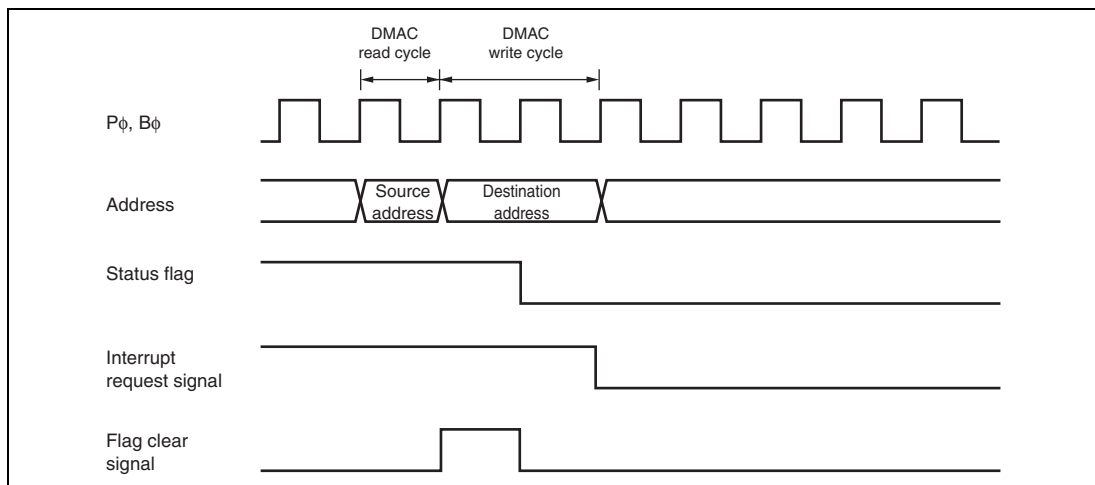 DMAC
read cycle
DMAC
write cycle
Pϕ, Bϕ
Address
Source
address
Destination
address
Status flag
Interrupt
request signal
Flag clear
signal